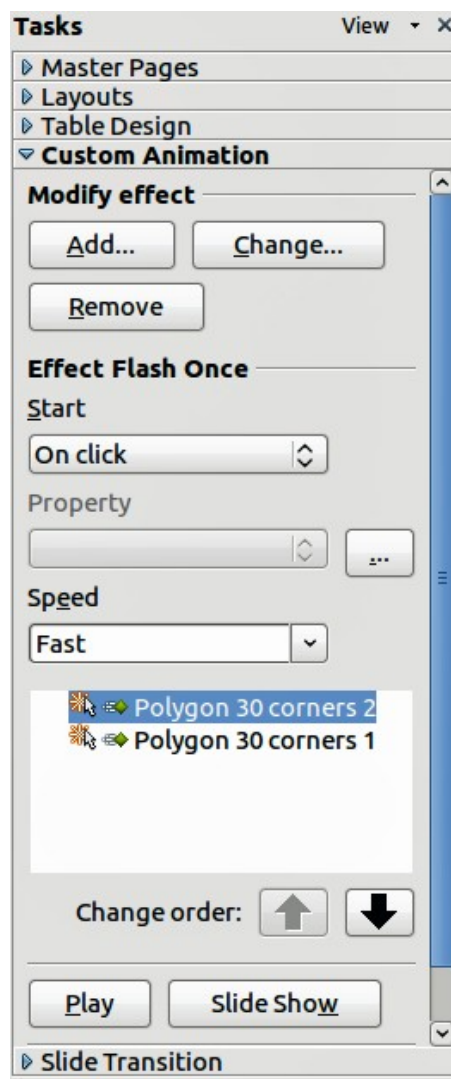 Tasks View
Master Pages
Layouts
Table Design
Custom Animation
Modify effect
Add... Change...
Remove
Effect Flash Once
Start
On click
Property
...
Speed
Fast
Polygon 30 corners 2
Polygon 30 corners 1
Change order:
Play Slide Show
Slide Transition